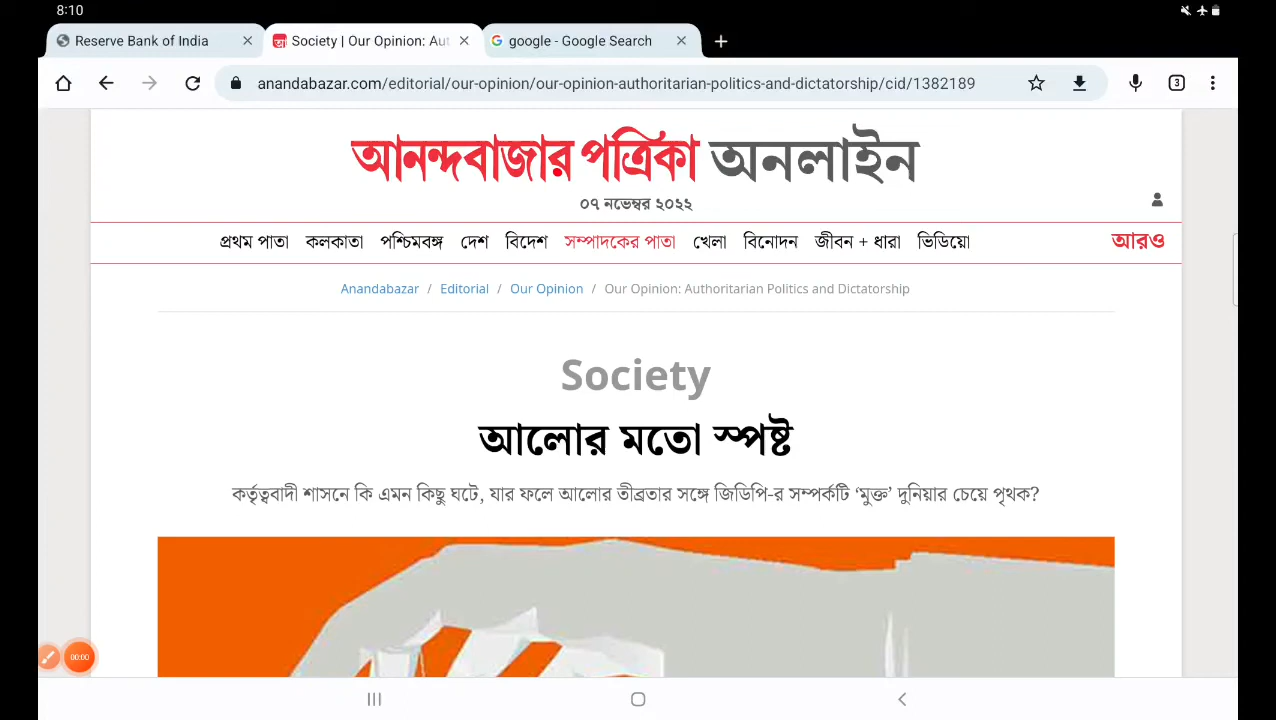 8:10
Reserve Bank of India
Society | Our Opinion: Aut
google - Google Search
anandabazar.com/editorial/our-opinion/our-opinion-authoritarian-politics-and-dictatorship/cid/1382189
3
আনন্দবাজার পত্রিকা অনলাইন
০৭ নভেম্বর ২০২২
প্রথম পাতা কলকাতা পশ্চিমবঙ্গ দেশ বিদেশ সম্পাদকের পাতা খেলা বিনোদন জীবন + ধারা ভিডিয়ো আরও
Anandabazar / Editorial / Our Opinion / Our Opinion: Authoritarian Politics and Dictatorship
Society
আলোর মতো স্পষ্ট
কর্তৃত্ববাদী শাসনে কি এমন কিছু ঘটে, যার ফলে আলোর তীব্রতার সঙ্গে জিডিপি-র সম্পর্কটি ‘মুক্ত’ দুনিয়ার চেয়ে পৃথক?
00:00